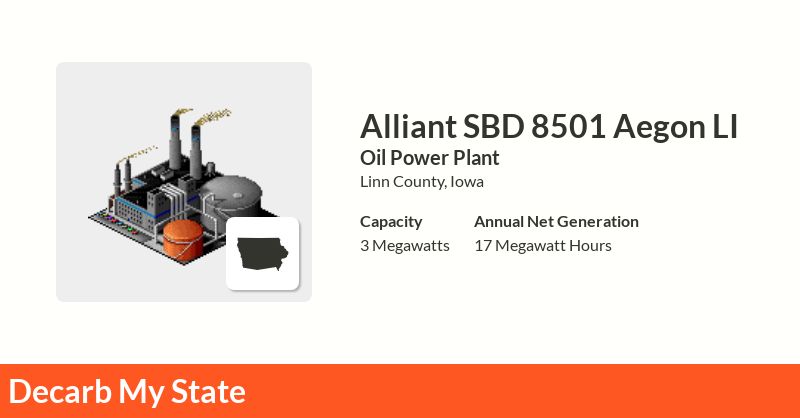 Alliant SBD 8501 Aegon LI
Oil Power Plant
Linn County, Iowa
Capacity
3 Megawatts
Annual Net Generation
17 Megawatt Hours
Decarb My State